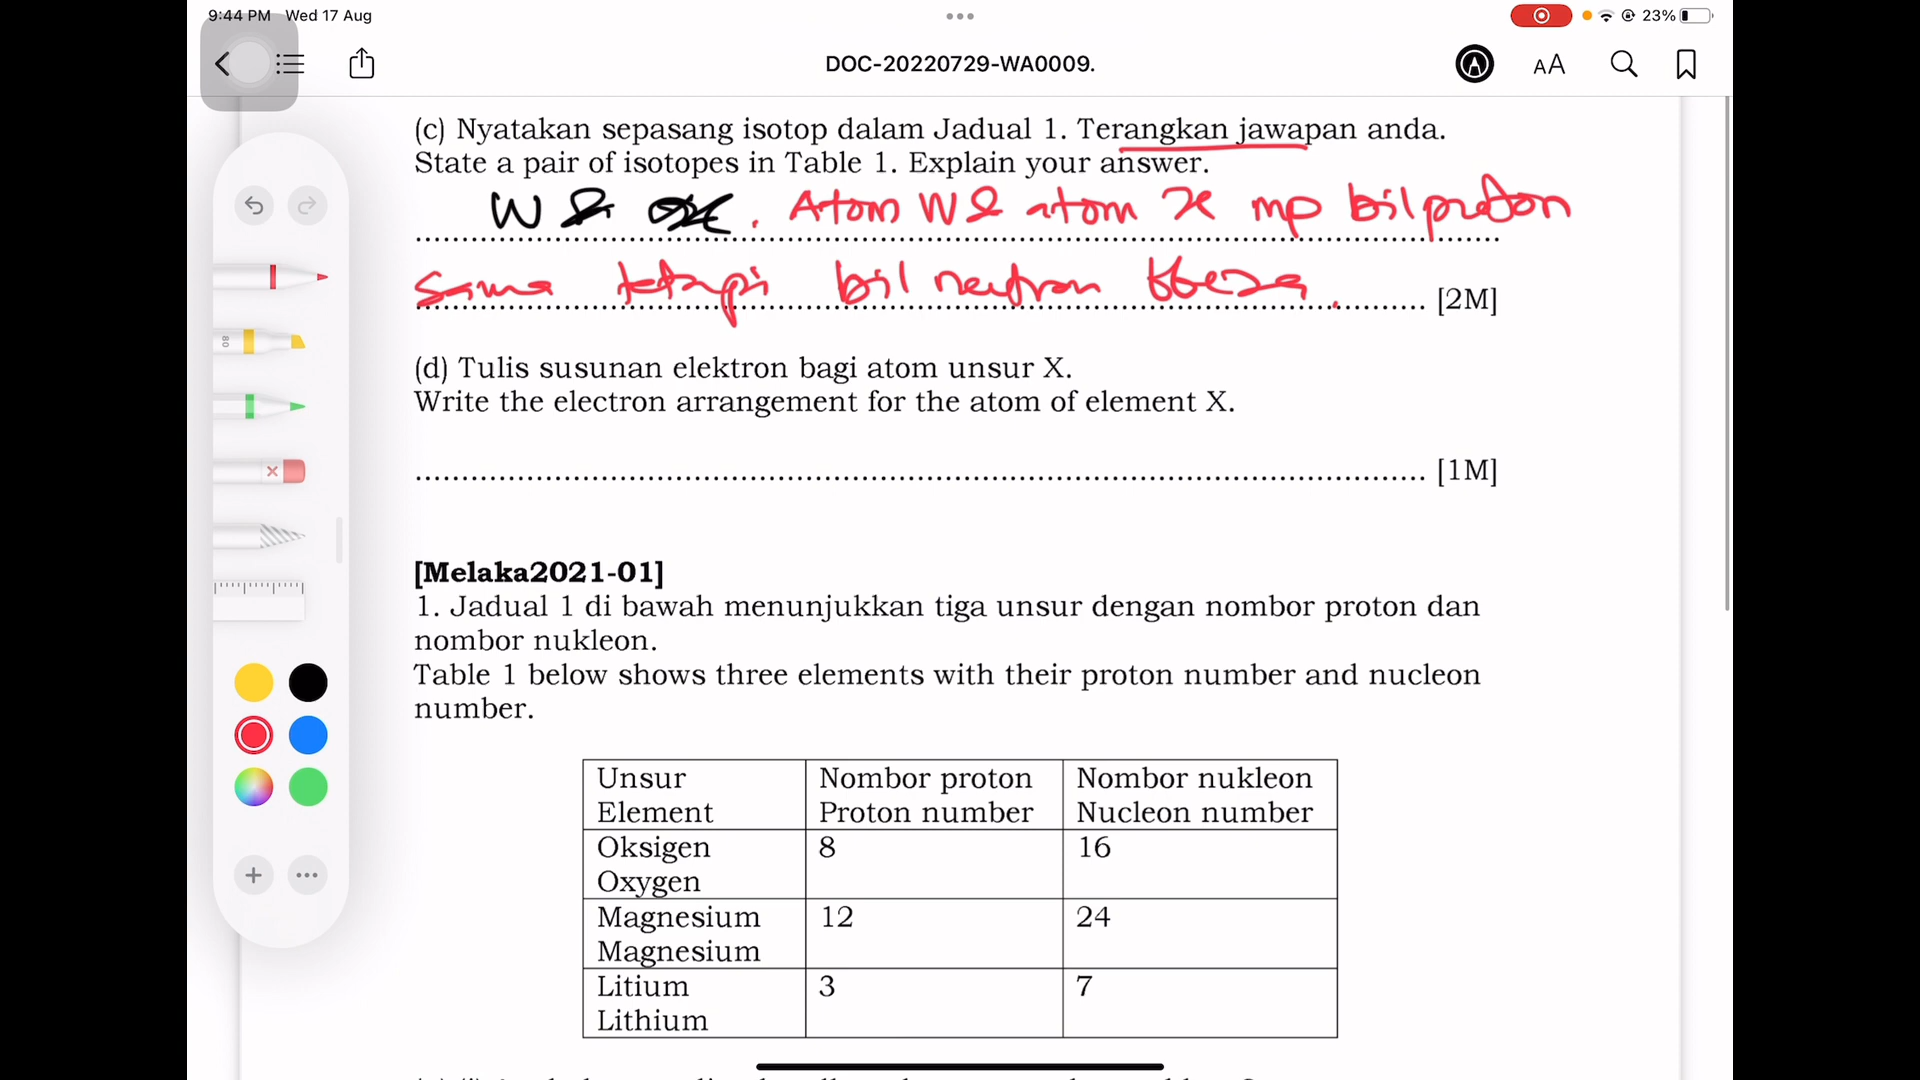 9:44 PM Wed 17 Aug
23%
DOC-20220729-WA0009.
AA
(c) Nyatakan sepasang isotop dalam Jadual 1. Terangkan jawapan anda.
State a pair of isotopes in Table 1. Explain your answer.
W & X. Atom W & atom X mp bil proton
sama tetapi bil neutron
[2M]
(d) Tulis susunan elektron bagi atom unsur X.
Write the electron arrangement for the atom of element X.
[1M]
80
[Melaka2021-01]
1. Jadual 1 di bawah menunjukkan tiga unsur dengan nombor proton dan
nombor nukleon.
Table 1 below shows three elements with their proton number and nucleon
number.
Unsur Nombor proton Nombor nukleon
Element Proton number Nucleon number
Oksigen 8 16
Oxygen
Magnesium 12 24
Magnesium
Litium 3 7
Lithium